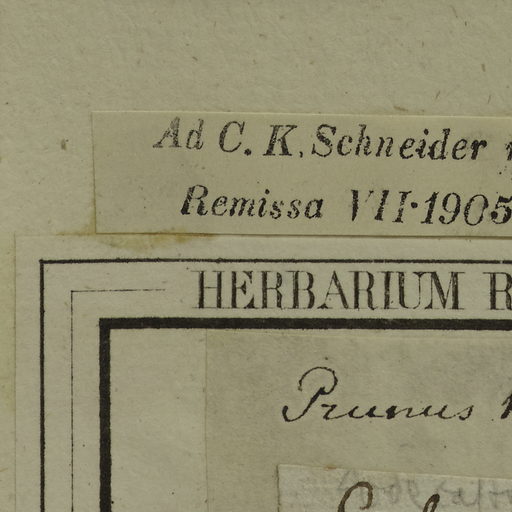 Ad C. K. Schneider
Remissa VII·1905
HERBARIUM
Prunus